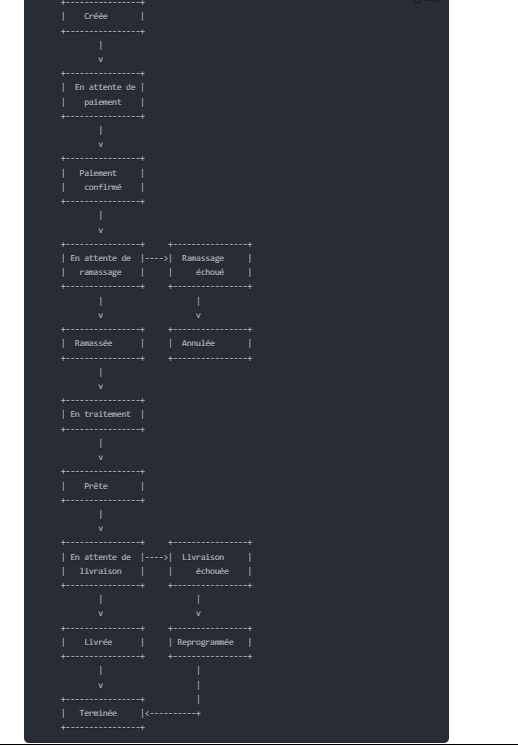 +----------------+
|    Créée       |
+----------------+
|
v
+----------------+
|  En attente de |
|    paiement    |
+----------------+
|
v
+----------------+
|   Paiement     |
|    confirmé    |
+----------------+
|
v
+----------------+     +----------------+
| En attente de  |---->|  Ramassage     |
|   ramassage    |     |     échoué     |
+----------------+     +----------------+
|                      |
v                      v
+----------------+     +----------------+
|  Ramassée      |     |  Annulée       |
+----------------+     +----------------+
|
v
+----------------+
| En traitement  |
+----------------+
|
v
+----------------+
|    Prête       |
+----------------+
|
v
+----------------+     +----------------+
| En attente de  |---->|  Livraison     |
|   livraison    |     |     échouée    |
+----------------+     +----------------+
|                      |
v                      v
+----------------+     +----------------+
|    Livrée      |     | Reprogrammée   |
+----------------+     +----------------+
|                      |
v                      |
+----------------+           |
|   Terminée     |<----------+
+----------------+